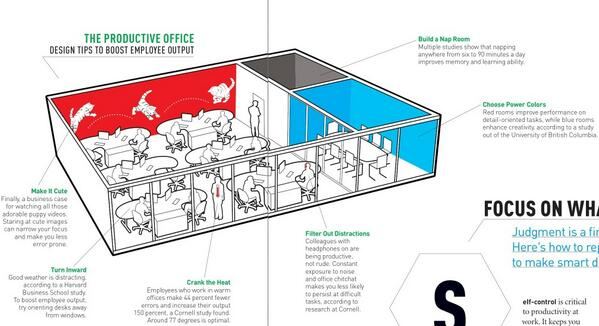 THE PRODUCTIVE OFFICE
DESIGN TIPS TO BOOST EMPLOYEE OUTPUT
Build a Nap Room
Multiple studies show that napping
anywhere from six to 90 minutes a day
improves memory and learning ability.
Choose Power Colors
Red rooms improve performance on
detail-oriented tasks, while blue rooms
enhance creativity, according to a study
out of the University of British Columbia.
Make It Cute
Finally, a business case
for watching all those
adorable puppy videos.
Staring at cute images
can narrow your focus
and make you less
error prone.
Turn Inward
Good weather is distracting,
according to a Harvard
Business School study.
To boost employee output,
try orienting desks away
from windows.
Crank the Heat
Employees who work in warm
offices make 44 percent fewer
errors and increase their output
150 percent, a Cornell study found.
Around 77 degrees is optimal.
Filter Out Distractions
Colleagues with
headphones on are
being productive,
not rude. Constant
exposure to noise
and office chitchat
makes you less likely
to persist at difficult
tasks, according to
research at Cornell.
FOCUS ON WHA
Judgment is a fi
Here's how to rep
to make smart d
S
elf-control is critical
to productivity at
work. It keeps you